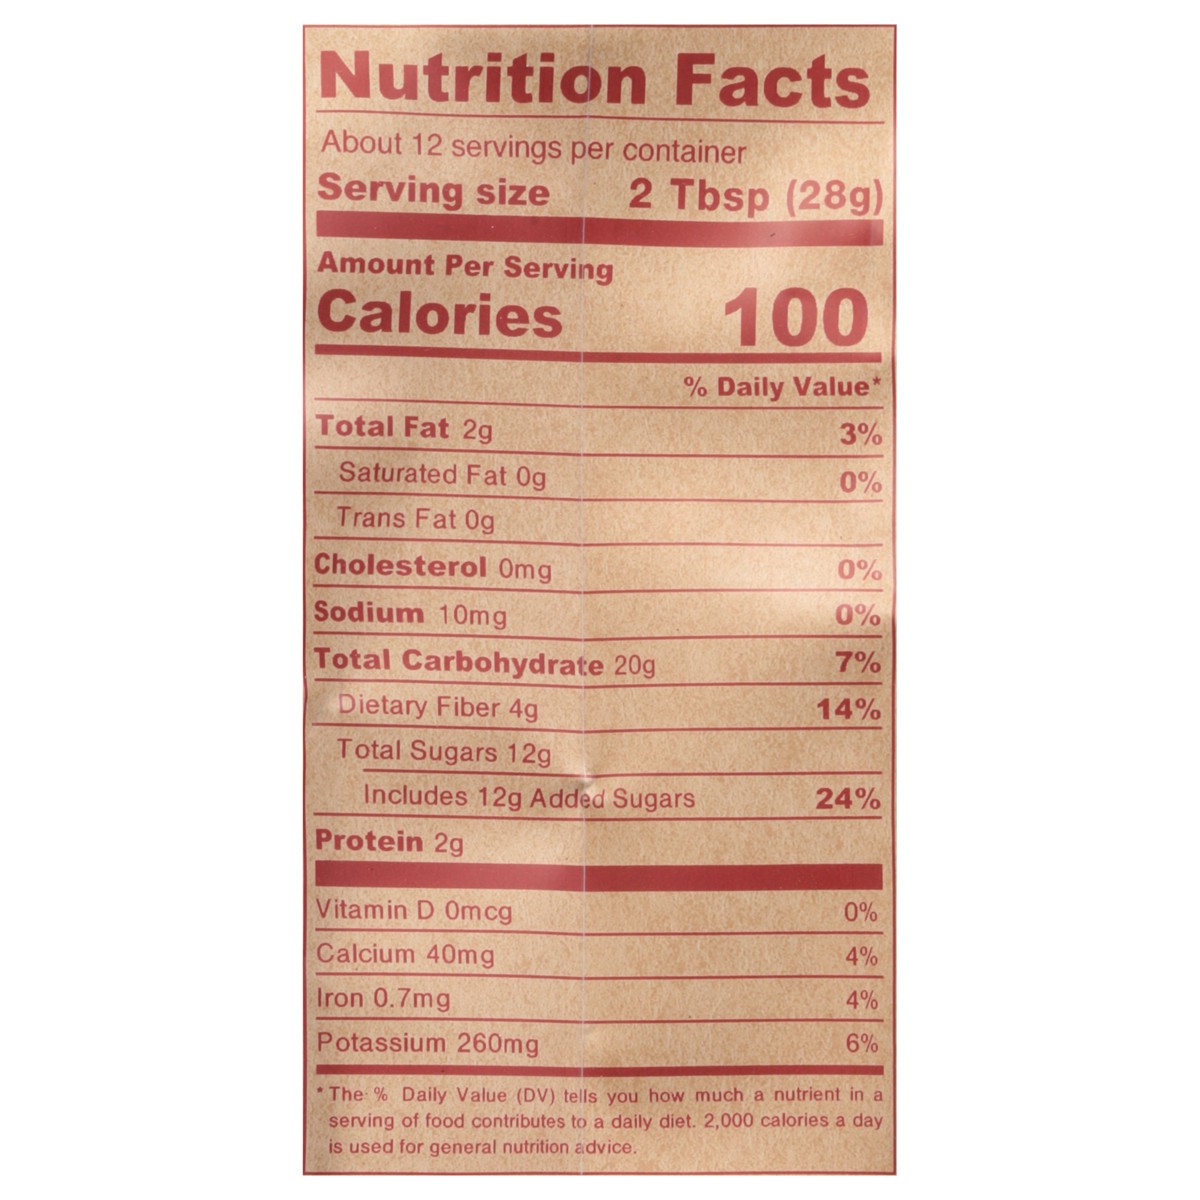 Nutrition Facts
About 12 servings per container
Serving size 2 Tbsp (28g)
Amount Per Serving
Calories 100
% Daily Value*
Total Fat 2g 3%
Saturated Fat 0g 0%
Trans Fat 0g
Cholesterol 0mg 0%
Sodium 10mg 0%
Total Carbohydrate 20g 7%
Dietary Fiber 4g 14%
Total Sugars 12g
Includes 12g Added Sugars 24%
Protein 2g
Vitamin D 0mcg 0%
Calcium 40mg 4%
Iron 0.7mg 4%
Potassium 260mg 6%
* The % Daily Value (DV) tells you how much a nutrient in a
serving of food contributes to a daily diet. 2,000 calories a day
is used for general nutrition advice.